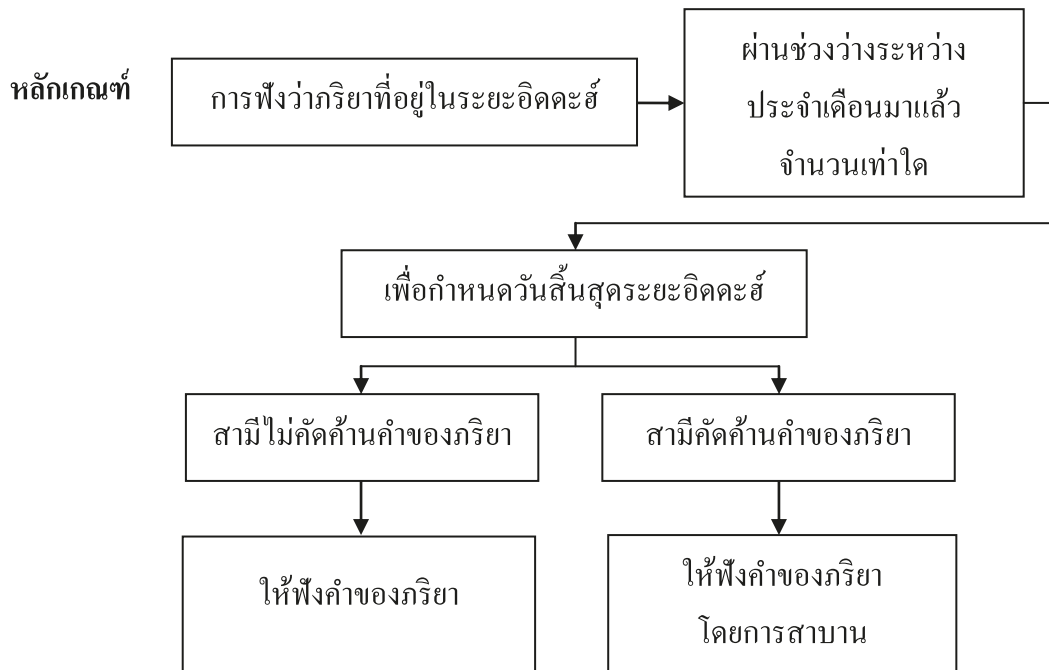 หลักเกณฑ์
การฟังว่าภริยาที่อยู่ในระยะอิดดะฮ์
ผ่านช่วงว่างระหว่าง
ประจำเดือนมาแล้ว
จำนวนเท่าใด
เพื่อกำหนดวันสิ้นสุดระยะอิดดะฮ์
สามีไม่คัดค้านคำของภริยา
สามีคัดค้านคำของภริยา
ให้ฟังคำของภริยา
ให้ฟังคำของภริยา
โดยการสาบาน